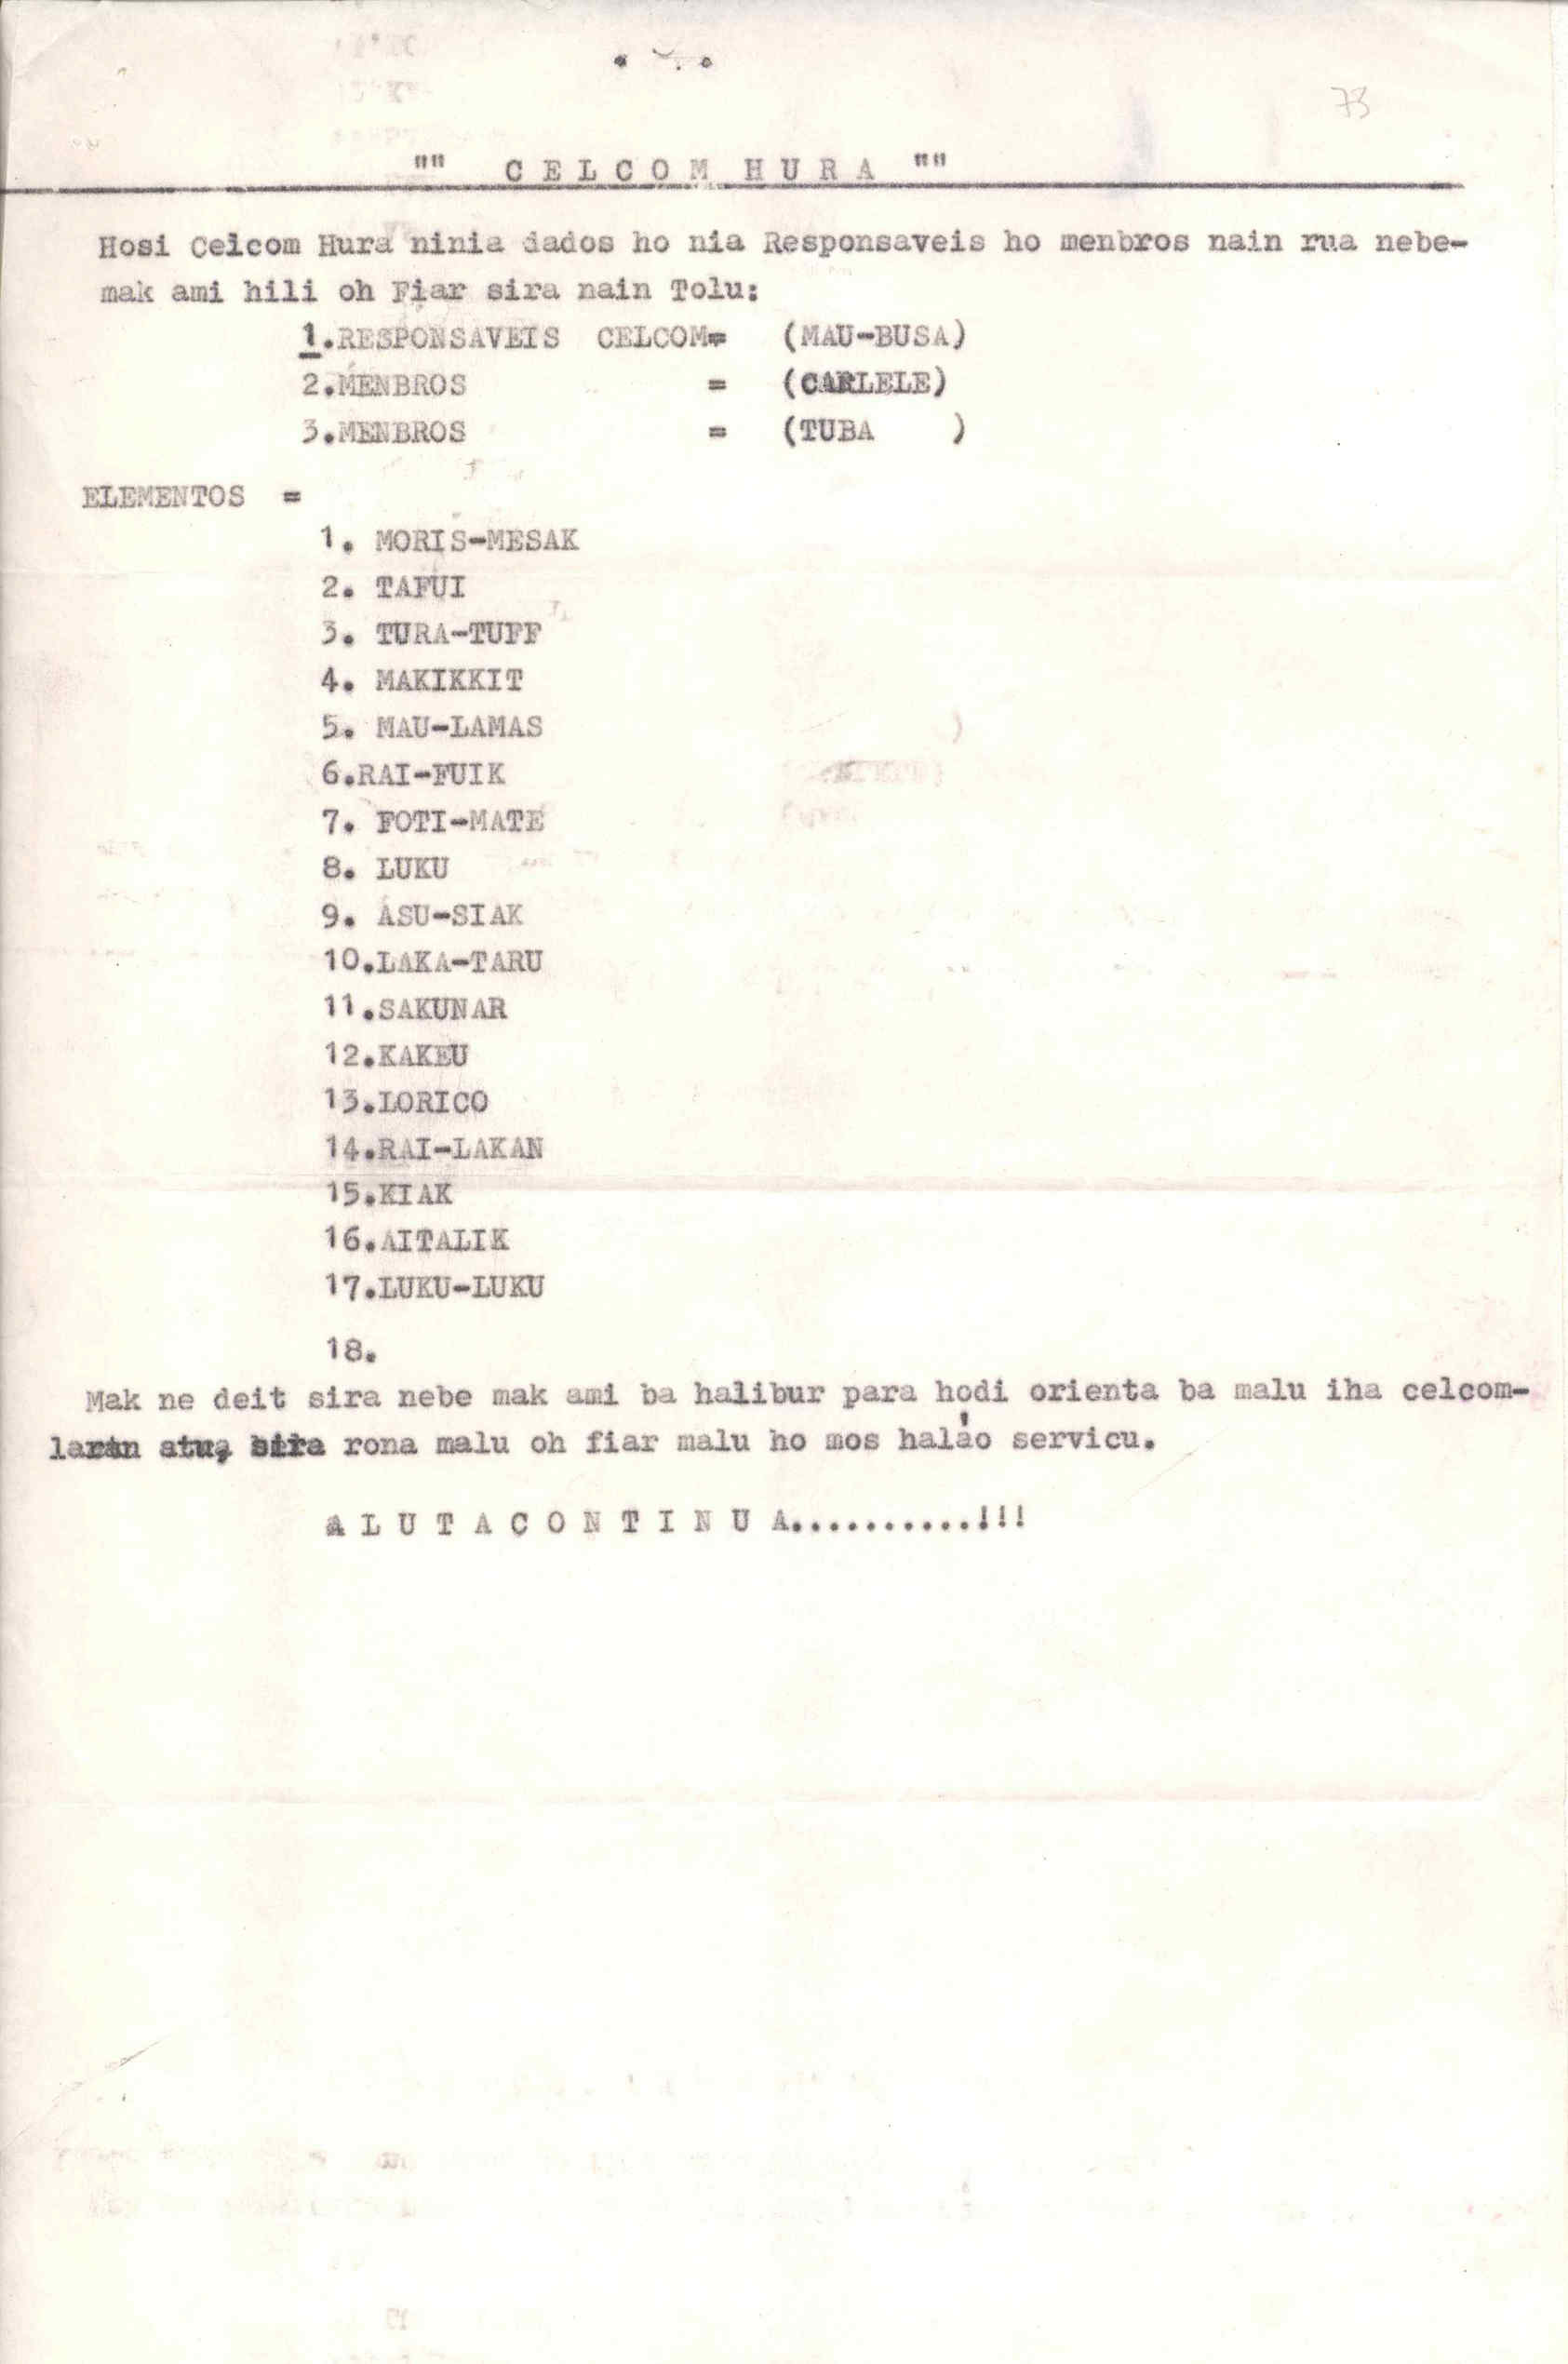 73
"" C E L C O M H U R A ""
Hosi Celcom Hura ninia dados ho nia Responsaveis ho menbros nain rua nebe-
mak ami hili oh Fiar sira nain Tolu:
1.RESPONSAVEIS CELCOM= (MAU-BUSA)
2.MENBROS = (CARLELE)
3.MENBROS = (TUBA )
ELEMENTOS =
1. MORIS-MESAK
2. TAFUI
3. TURA-TUFF
4. MAKIKKIT
5. MAU-LAMAS
6.RAI-FUIK
7. FOTI-MATE
8. LUKU
9. ASU-SIAK
10.LAKA-TARU
11.SAKUNAR
12.KAKEU
13.LORICO
14.RAI-LAKAN
15.KIAK
16.AITALIK
17.LUKU-LUKU
18.
Mak ne deit sira nebe mak ami ba halibur para hodi orienta ba malu iha celcom-
laran atu, sira rona malu oh fiar malu ho mos hala'o servicu.
A L U T A C O N T I N U A...........!!!